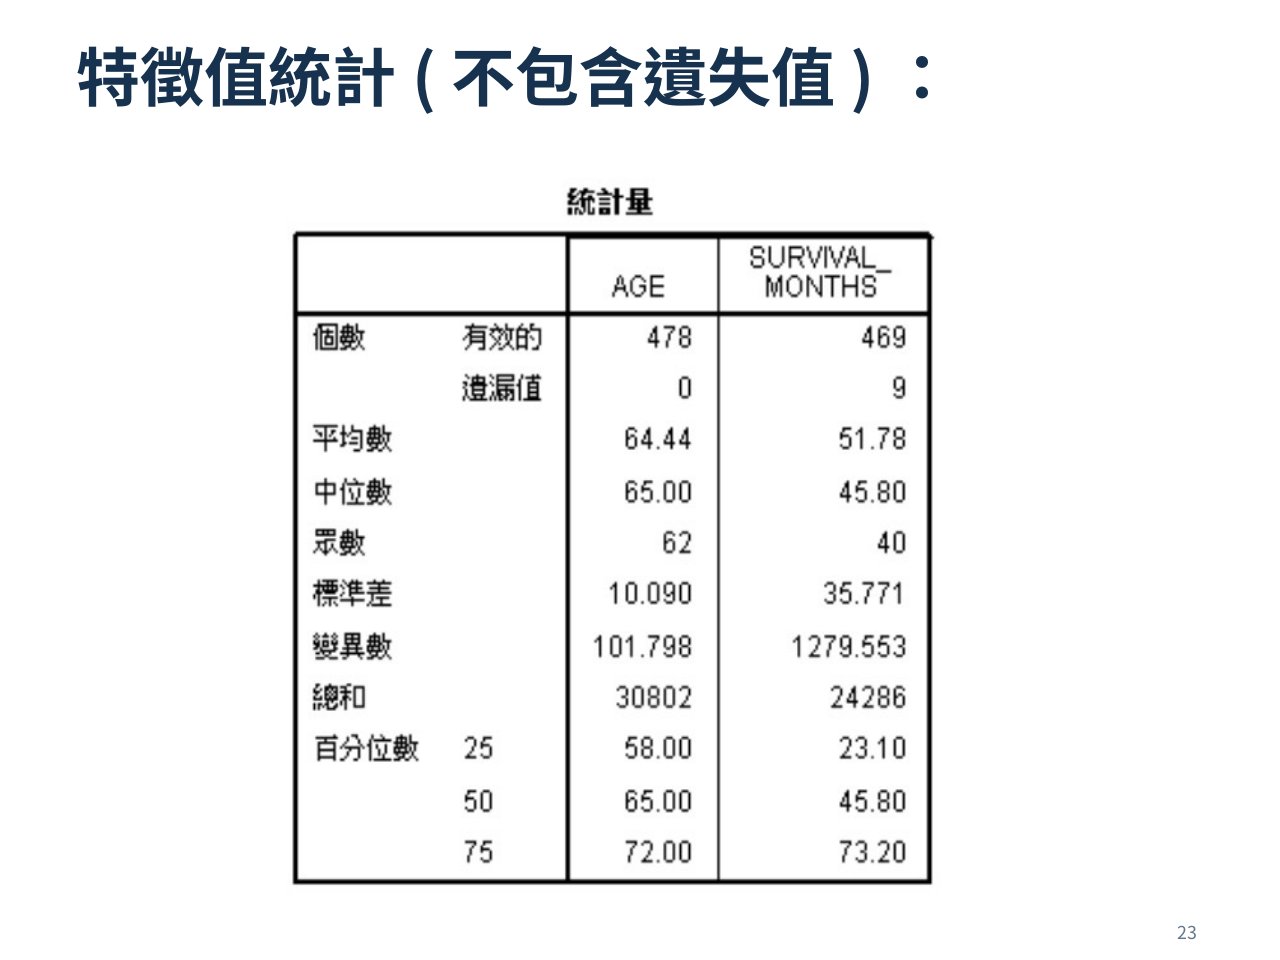 特徵值統計 ( 不包含遺失值 ) ：
統計量
AGE SURVIVAL_
MONTHS
個數 有效的 478 469
遺漏值 0 9
平均數 64.44 51.78
中位數 65.00 45.80
眾數 62 40
標準差 10.090 35.771
變異數 101.798 1279.553
總和 30802 24286
百分位數 25 58.00 23.10
50 65.00 45.80
75 72.00 73.20
23